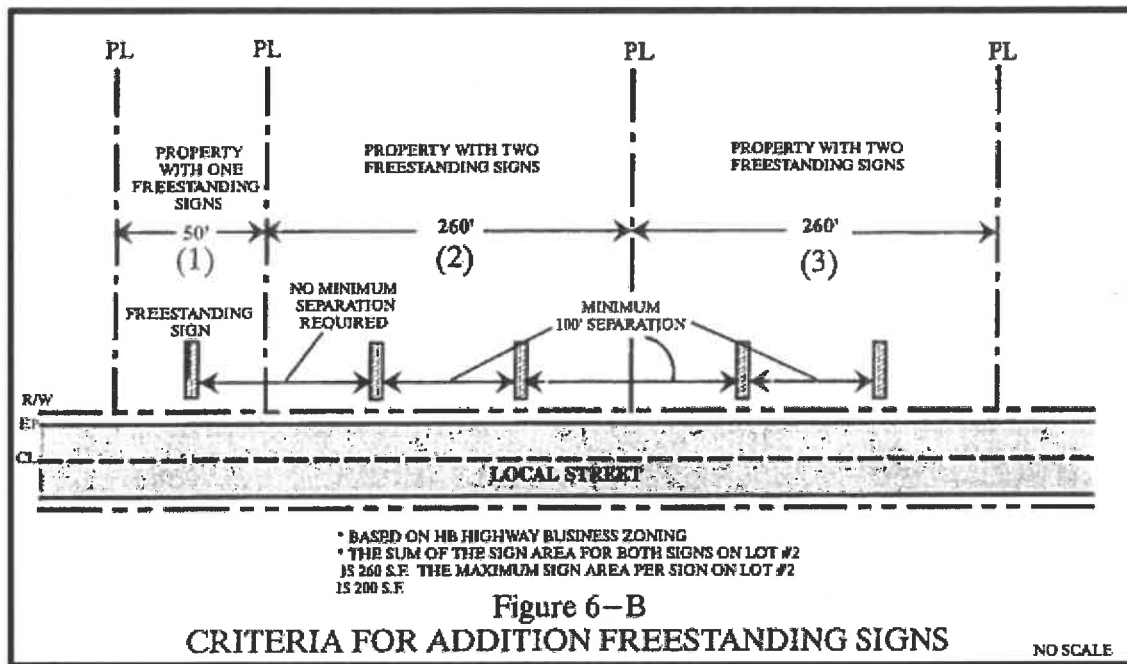 PL
PL
PL
PL
PROPERTY
WITH ONE
FREESTANDING
SIGNS
PROPERTY WITH TWO
FREESTANDING SIGNS
PROPERTY WITH TWO
FREESTANDING SIGNS
50'
260'
260'
(1)
(2)
(3)
FREESTANDING
SIGN
NO MINIMUM
SEPARATION
REQUIRED
MINIMUM
100' SEPARATION
R/W
EP
CL
LOCAL STREET
* BASED ON HB HIGHWAY BUSINESS ZONING
* THE SUM OF THE SIGN AREA FOR BOTH SIGNS ON LOT #2
IS 260 S.F. THE MAXIMUM SIGN AREA PER SIGN ON LOT #2
IS 200 S.F.
Figure 6-B
CRITERIA FOR ADDITION FREESTANDING SIGNS
NO SCALE